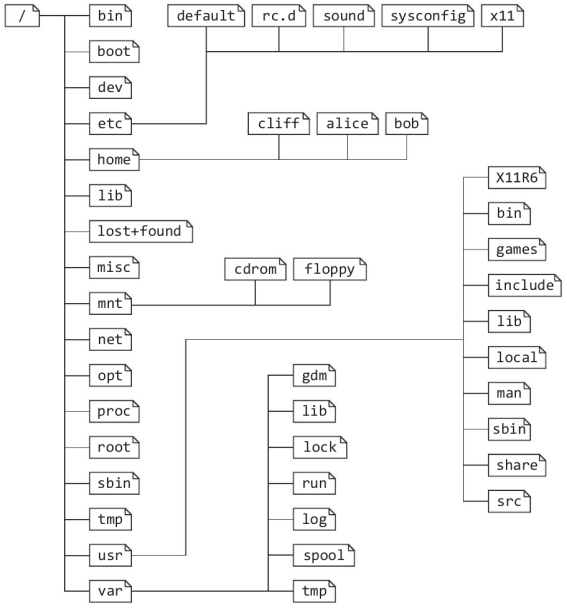 /
bin
default
rc.d
sound
sysconfig
x11
boot
dev
etc
home
cliff
alice
bob
lib
lost+found
misc
mnt
cdrom
floppy
net
opt
proc
root
sbin
tmp
usr
var
gdm
lib
lock
run
log
spool
tmp
X11R6
bin
games
include
lib
local
man
sbin
share
src